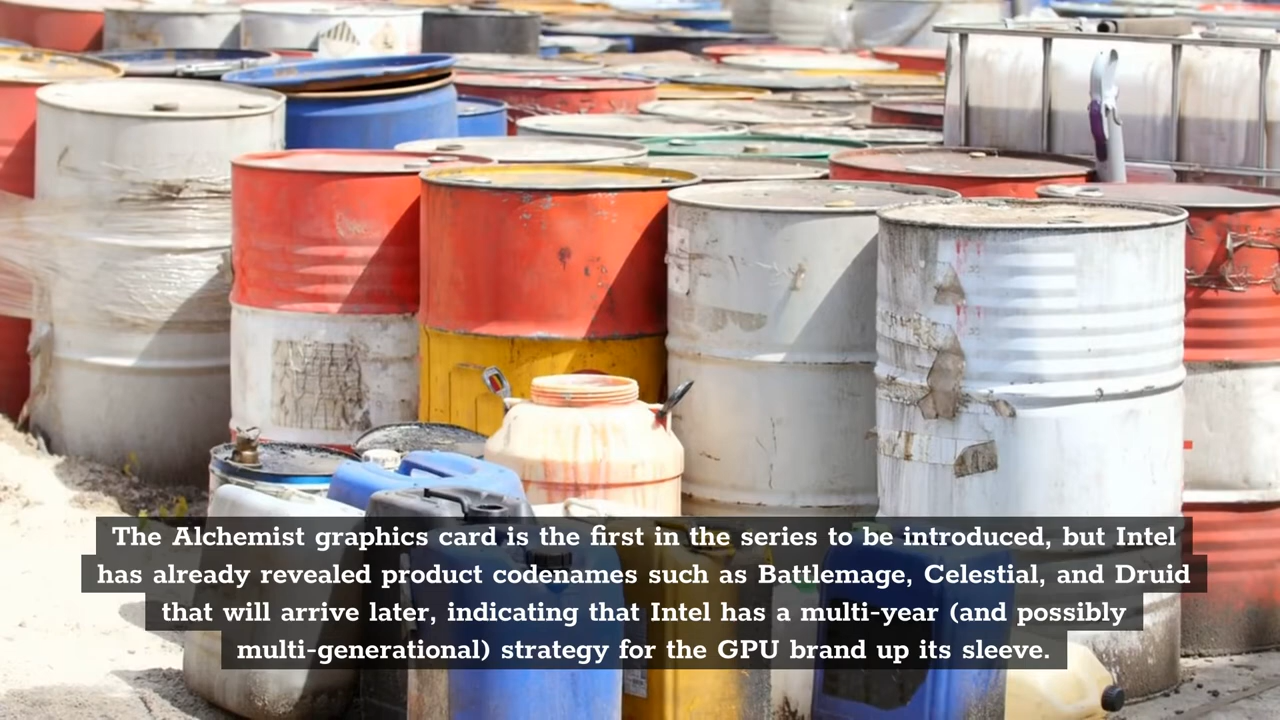 The Alchemist graphics card is the first in the series to be introduced, but Intel
has already revealed product codenames such as Battlemage, Celestial, and Druid
that will arrive later, indicating that Intel has a multi-year (and possibly
multi-generational) strategy for the GPU brand up its sleeve.